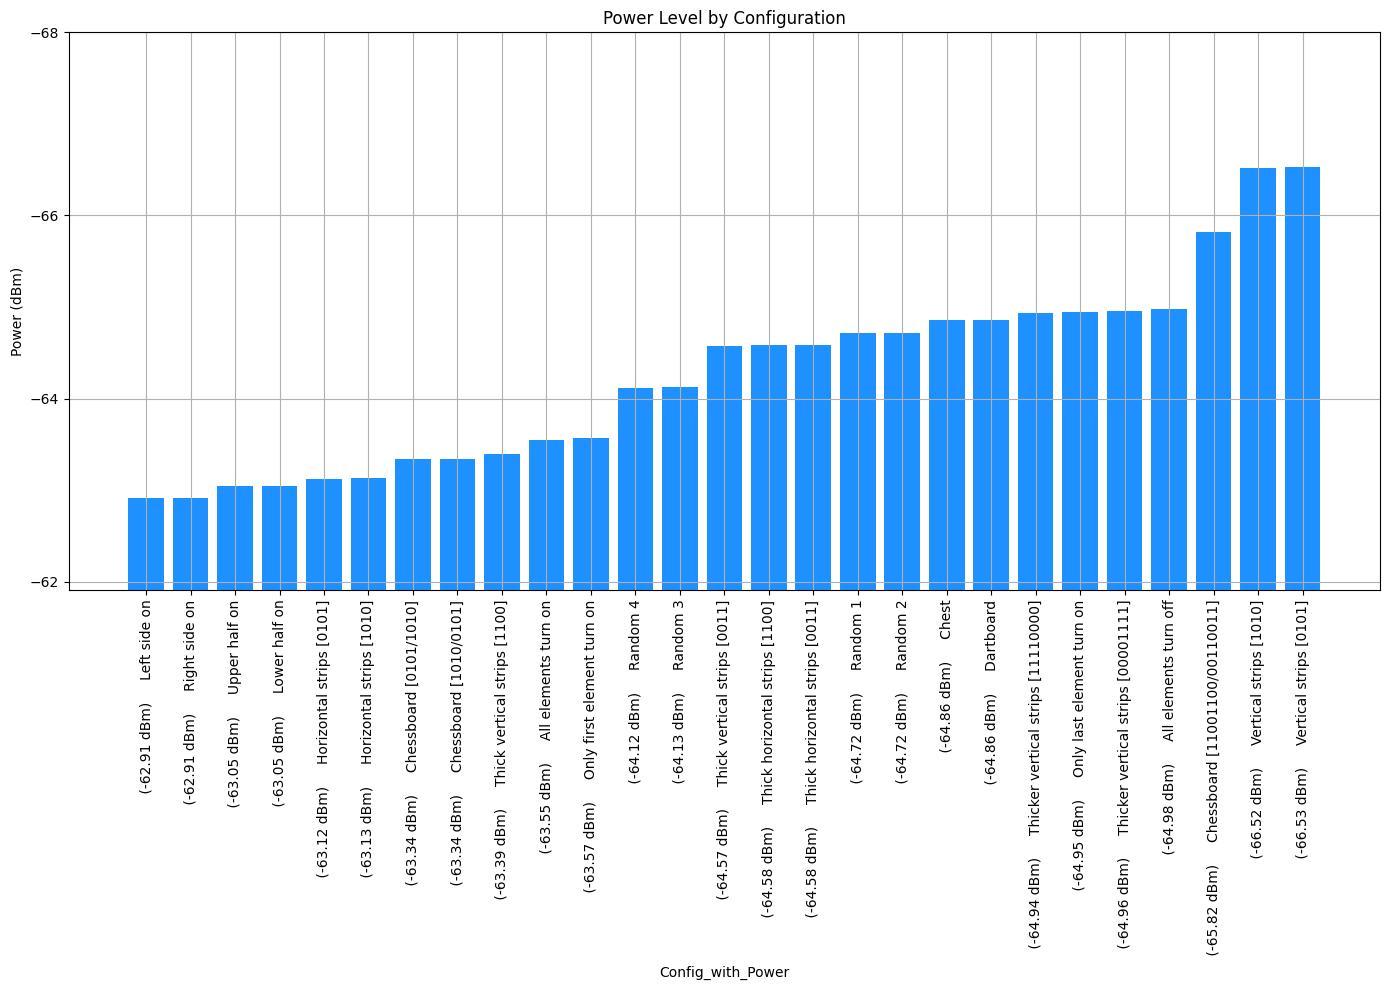 Power Level by Configuration
Power (dBm)
−68
−66
−64
−62
(-62.91 dBm) Left side on
(-62.91 dBm) Right side on
(-63.05 dBm) Upper half on
(-63.05 dBm) Lower half on
(-63.12 dBm) Horizontal strips [0101]
(-63.13 dBm) Horizontal strips [1010]
(-63.34 dBm) Chessboard [0101/1010]
(-63.34 dBm) Chessboard [1010/0101]
(-63.39 dBm) Thick vertical strips [1100]
(-63.55 dBm) All elements turn on
(-63.57 dBm) Only first element turn on
(-64.12 dBm) Random 4
(-64.13 dBm) Random 3
(-64.57 dBm) Thick vertical strips [0011]
(-64.58 dBm) Thick horizontal strips [1100]
(-64.58 dBm) Thick horizontal strips [0011]
(-64.72 dBm) Random 1
(-64.72 dBm) Random 2
(-64.86 dBm) Chest
(-64.86 dBm) Dartboard
(-64.94 dBm) Thicker vertical strips [11110000]
(-64.95 dBm) Only last element turn on
(-64.96 dBm) Thicker vertical strips [00001111]
(-64.98 dBm) All elements turn off
(-65.82 dBm) Chessboard [11001100/00110011]
(-66.52 dBm) Vertical strips [1010]
(-66.53 dBm) Vertical strips [0101]
Config_with_Power